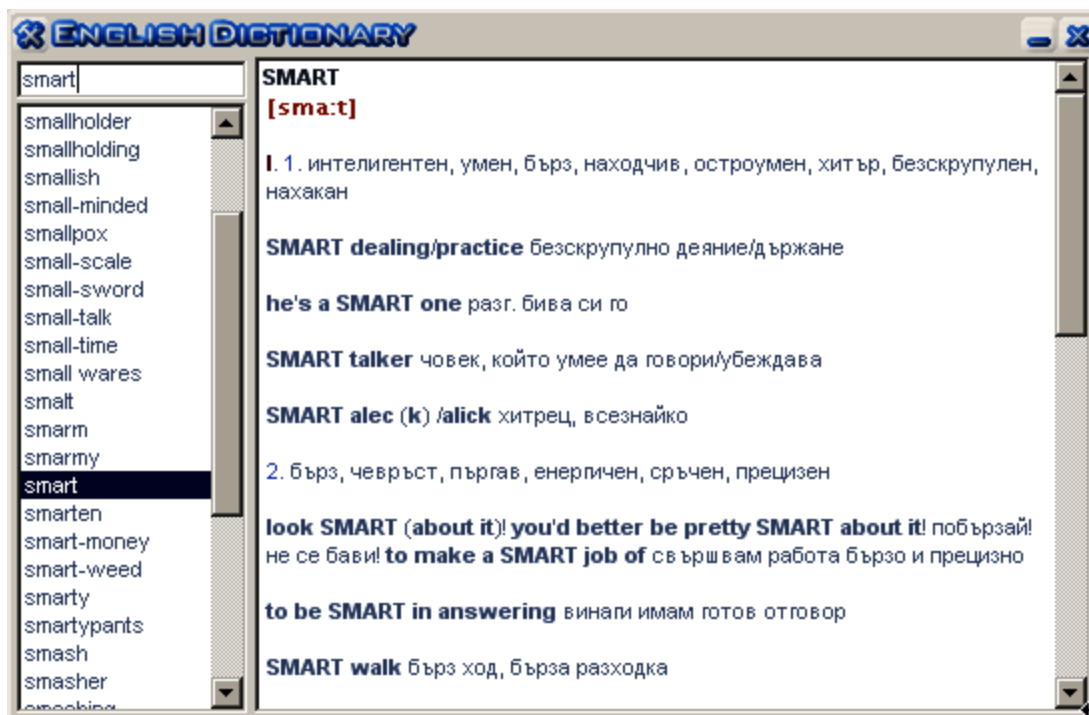 ENGLISH DICTIONARY
smart
smallholder
smallholding
smallish
small-minded
smallpox
small-scale
small-sword
small-talk
small-time
small wares
smalt
smarm
smarmy
smart
smarten
smart-money
smart-weed
smarty
smartypants
smash
smasher
SMART
[sma:t]
I. 1. интелигентен, умен, бърз, находчив, остроумен, хитър, безскрупулен,
нахакан
SMART dealing/practice безскрупулно деяние/държане
he's a SMART one разг. бива си го
SMART talker човек, който умее да говори/убеждава
SMART alec (k) /alick хитрец, всезнайко
2. бърз, чевръст, пъргав, енергичен, сръчен, прецизен
look SMART (about it)! you'd better be pretty SMART about it! побързай!
не се бави! to make a SMART job of свършвам работа бързо и прецизно
to be SMART in answering винаги имам готов отговор
SMART walk бърз ход, бърза разходка